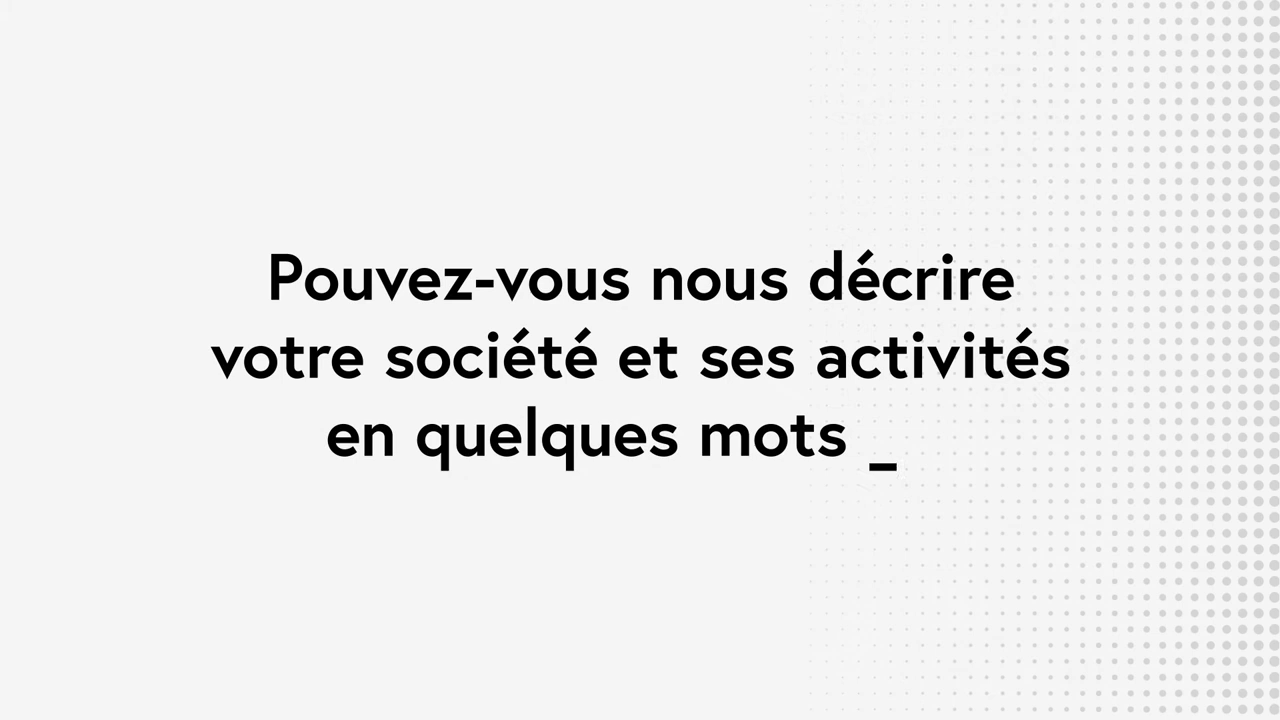 Pouvez-vous nous décrire
votre société et ses activités
en quelques mots _